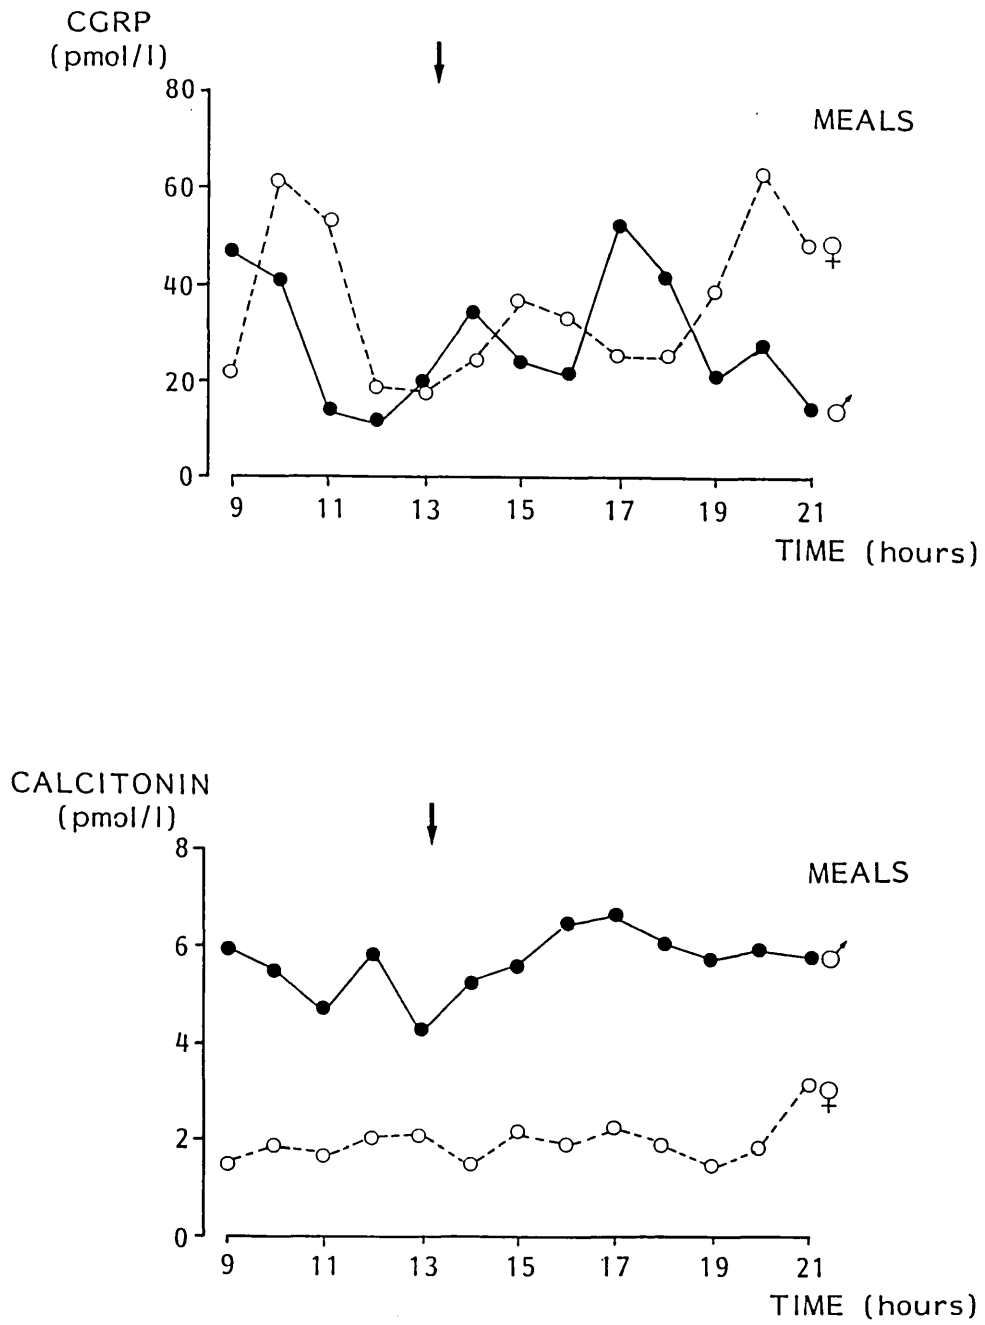 CGRP
(pmol/l)
80
MEALS
60
40
♀
20
♂
0
9 11 13 15 17 19 21
TIME (hours)
CALCITONIN
(pmol/l)
8
MEALS
6
♂
4
♀
2
0
9 11 13 15 17 19 21
TIME (hours)